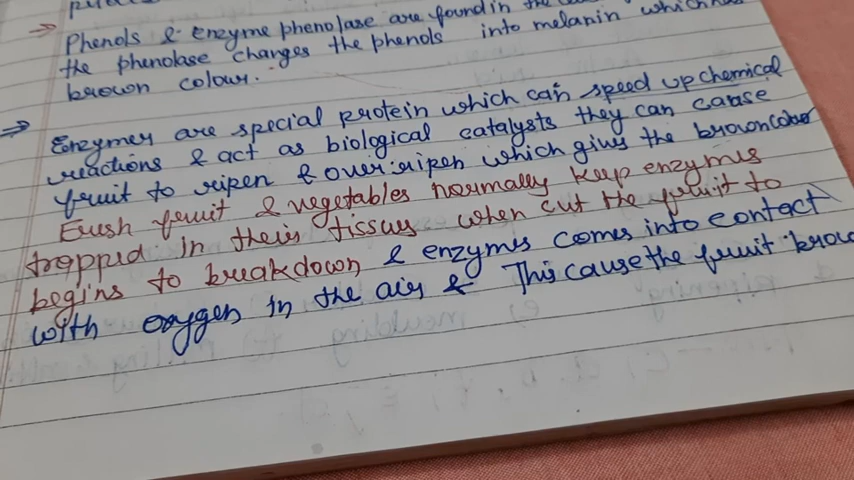 ⇒ Phenols & Enzyme phenolase are found in the
the phenolase changes the phenols into melanin which has
brown colour.
⇒ Enzymes are special protein which can speed up chemical
reactions & act as biological catalysts they can cause
fruit to ripen & over:ripen which gives the brown color
Fresh fruit & vegetables normally keep enzymes
trapped in their tissues when cut the fruit to
begins to breakdown & enzymes comes into contact
with oxygen in the air & This cause the fruit brow